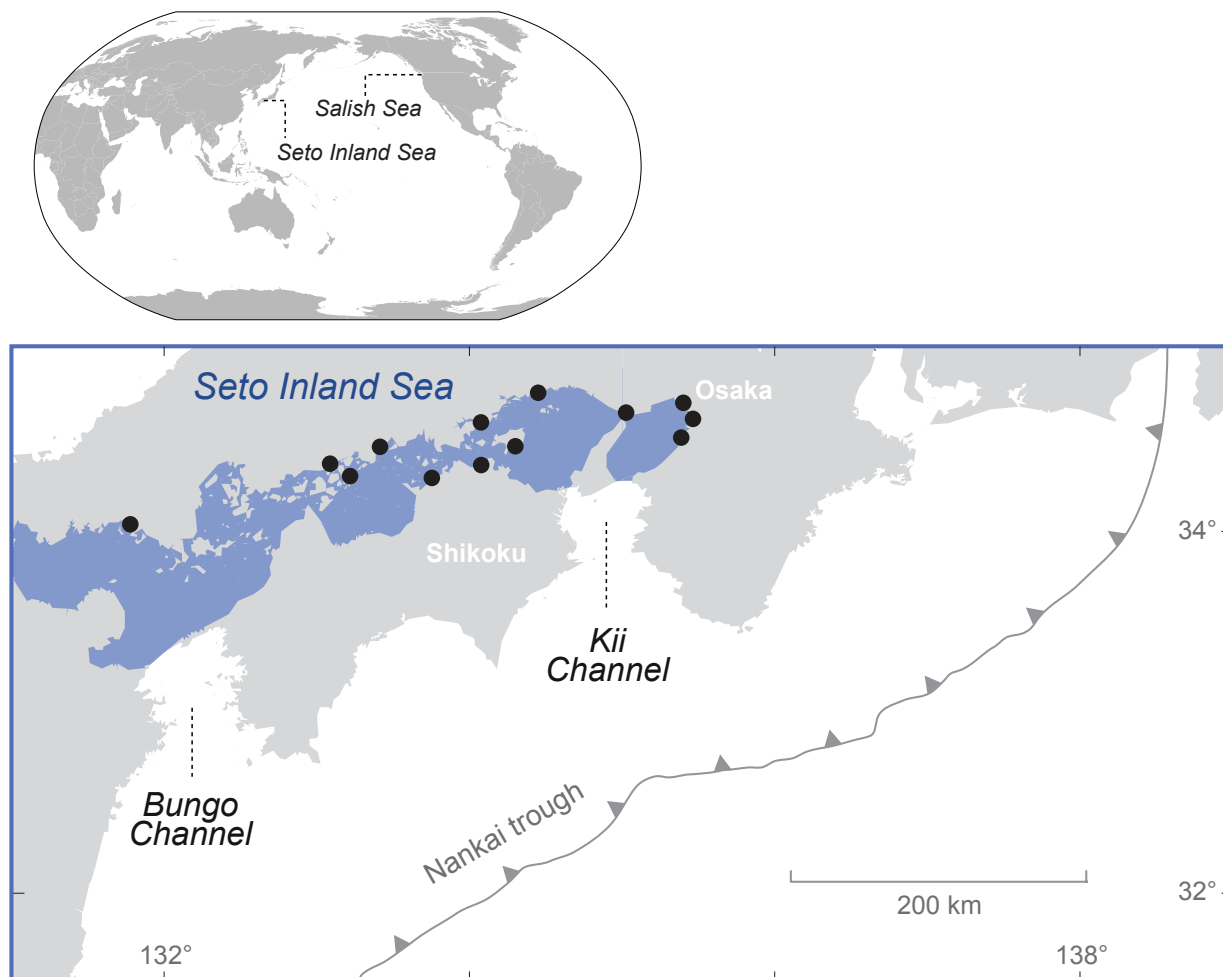 Salish Sea
Seto Inland Sea
Seto Inland Sea
Osaka
34°
Shikoku
Kii
Channel
Bungo
Channel
Nankai trough
200 km
32°
132°
138°